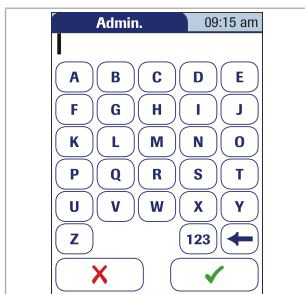 Admin. 09:15 am
A B C D E
F G H I J
K L M N O
P Q R S T
U V W X Y
Z 123